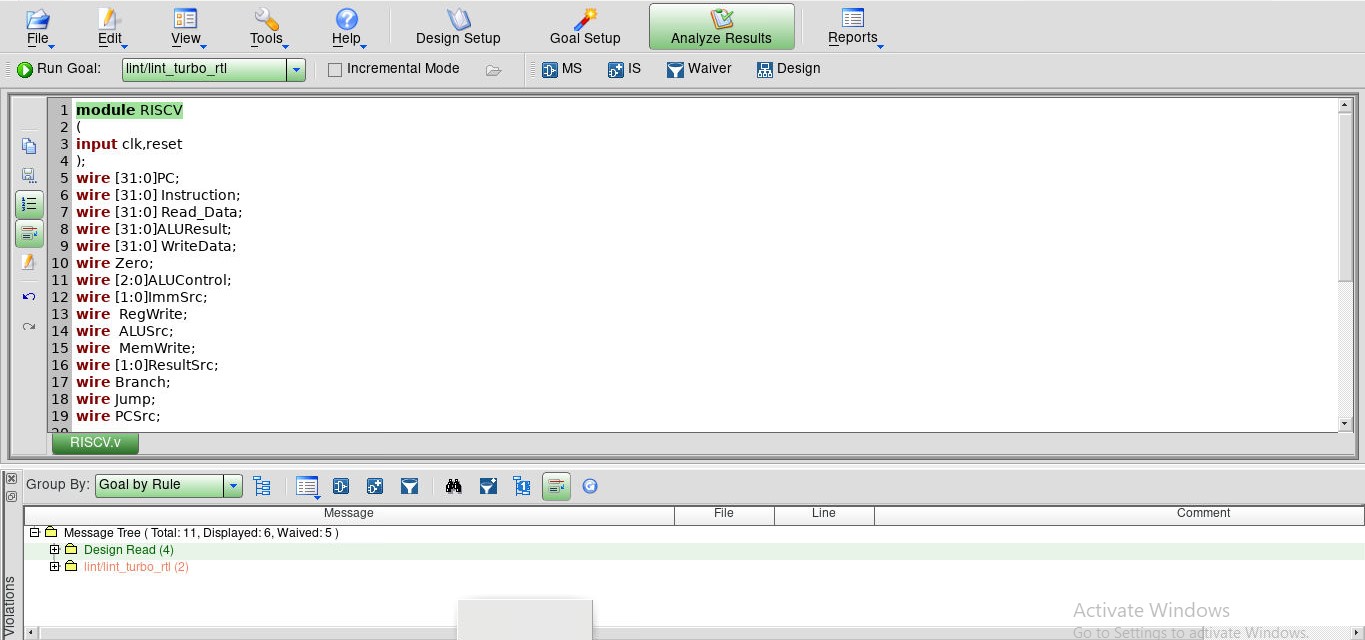 File Edit View Tools Help Design Setup Goal Setup Analyze Results Reports
Run Goal: lint/lint_turbo_rtl Incremental Mode MS IS Waiver Design
1 module RISCV
2 (
3 input clk,reset
4 );
5 wire [31:0]PC;
6 wire [31:0] Instruction;
7 wire [31:0] Read_Data;
8 wire [31:0]ALUResult;
9 wire [31:0] WriteData;
10 wire Zero;
11 wire [2:0]ALUControl;
12 wire [1:0]ImmSrc;
13 wire  RegWrite;
14 wire  ALUSrc;
15 wire  MemWrite;
16 wire [1:0]ResultSrc;
17 wire Branch;
18 wire Jump;
19 wire PCSrc;
20
RISCV.v
Group By: Goal by Rule
Message File Line Comment
Message Tree ( Total: 11, Displayed: 6, Waived: 5 )
Design Read (4)
lint/lint_turbo_rtl (2)
Violations
Activate Windows
Go to Settings to activate Windows.